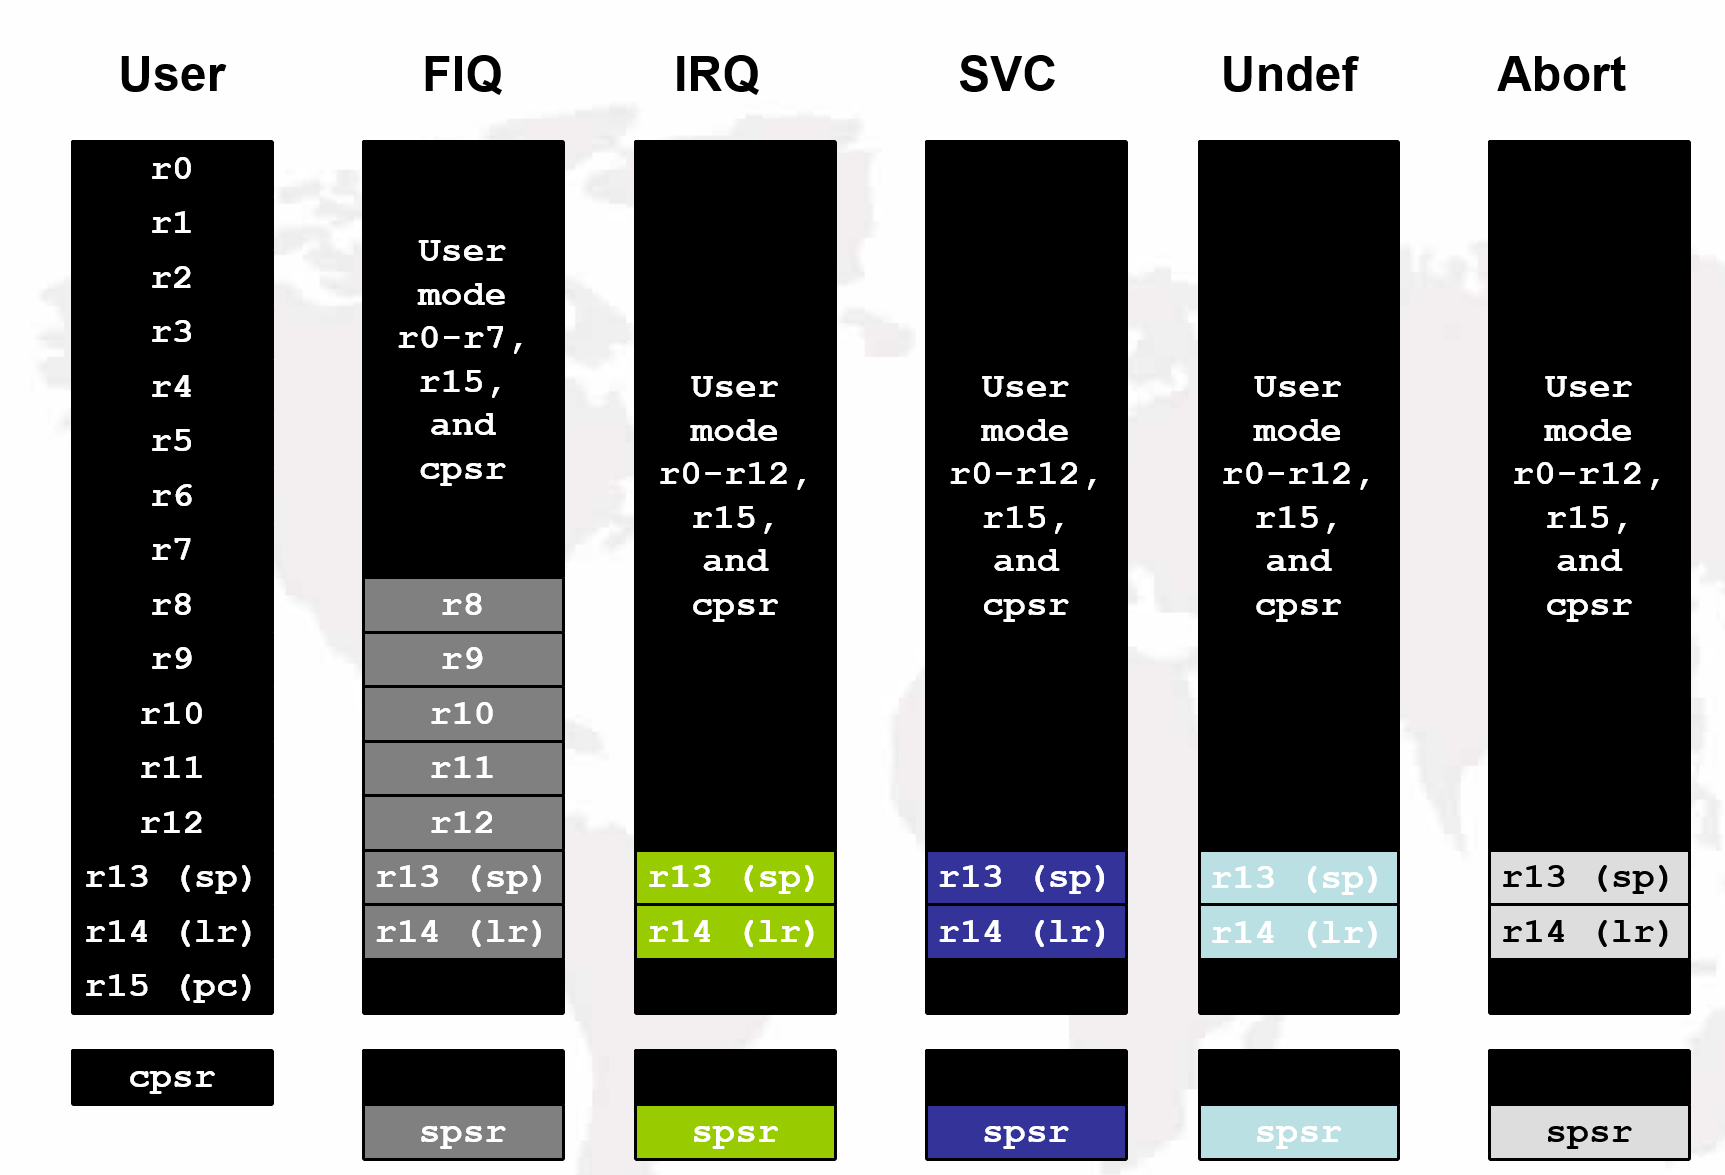 User
FIQ
IRQ
SVC
Undef
Abort
r0
r1
r2
r3
r4
r5
r6
r7
r8
r9
r10
r11
r12
r13 (sp)
r14 (lr)
r15 (pc)
cpsr
User
mode
r0-r7,
r15,
and
cpsr
r8
r9
r10
r11
r12
r13 (sp)
r14 (lr)
spsr
User
mode
r0-r12,
r15,
and
cpsr
r13 (sp)
r14 (lr)
spsr
User
mode
r0-r12,
r15,
and
cpsr
r13 (sp)
r14 (lr)
spsr
User
mode
r0-r12,
r15,
and
cpsr
r13 (sp)
r14 (lr)
spsr
User
mode
r0-r12,
r15,
and
cpsr
r13 (sp)
r14 (lr)
spsr